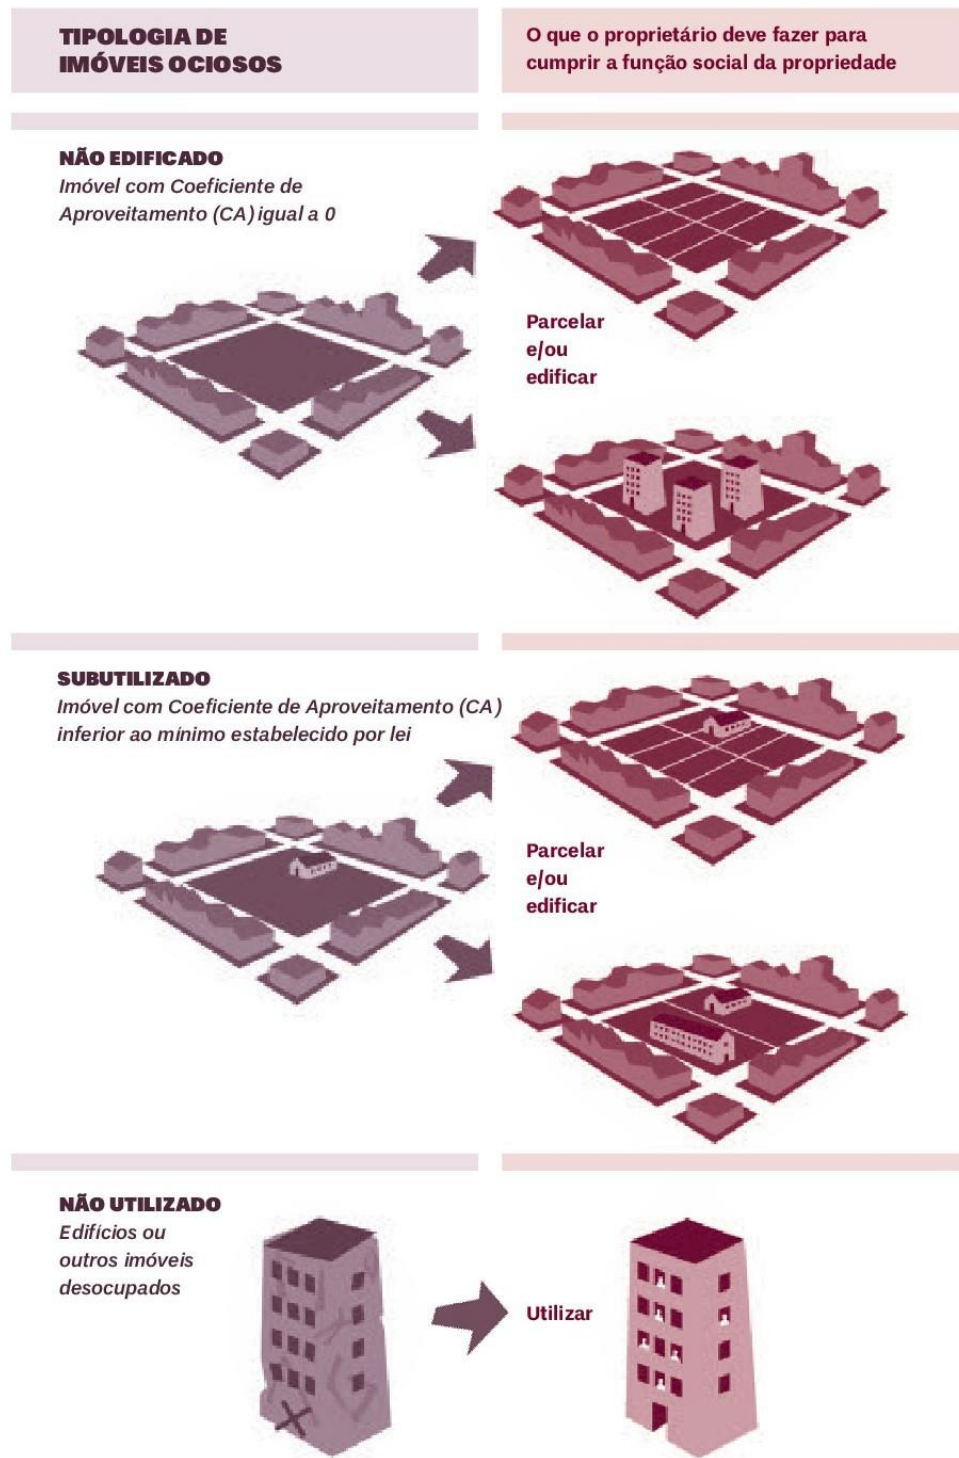 TIPOLOGIA DE
IMÓVEIS OCIOSOS
O que o proprietário deve fazer para
cumprir a função social da propriedade
NÃO EDIFICADO
Imóvel com Coeficiente de
Aproveitamento (CA) igual a 0
Parcelar
e/ou
edificar
SUBUTILIZADO
Imóvel com Coeficiente de Aproveitamento (CA)
inferior ao mínimo estabelecido por lei
Parcelar
e/ou
edificar
NÃO UTILIZADO
Edifícios ou
outros imóveis
desocupados
Utilizar